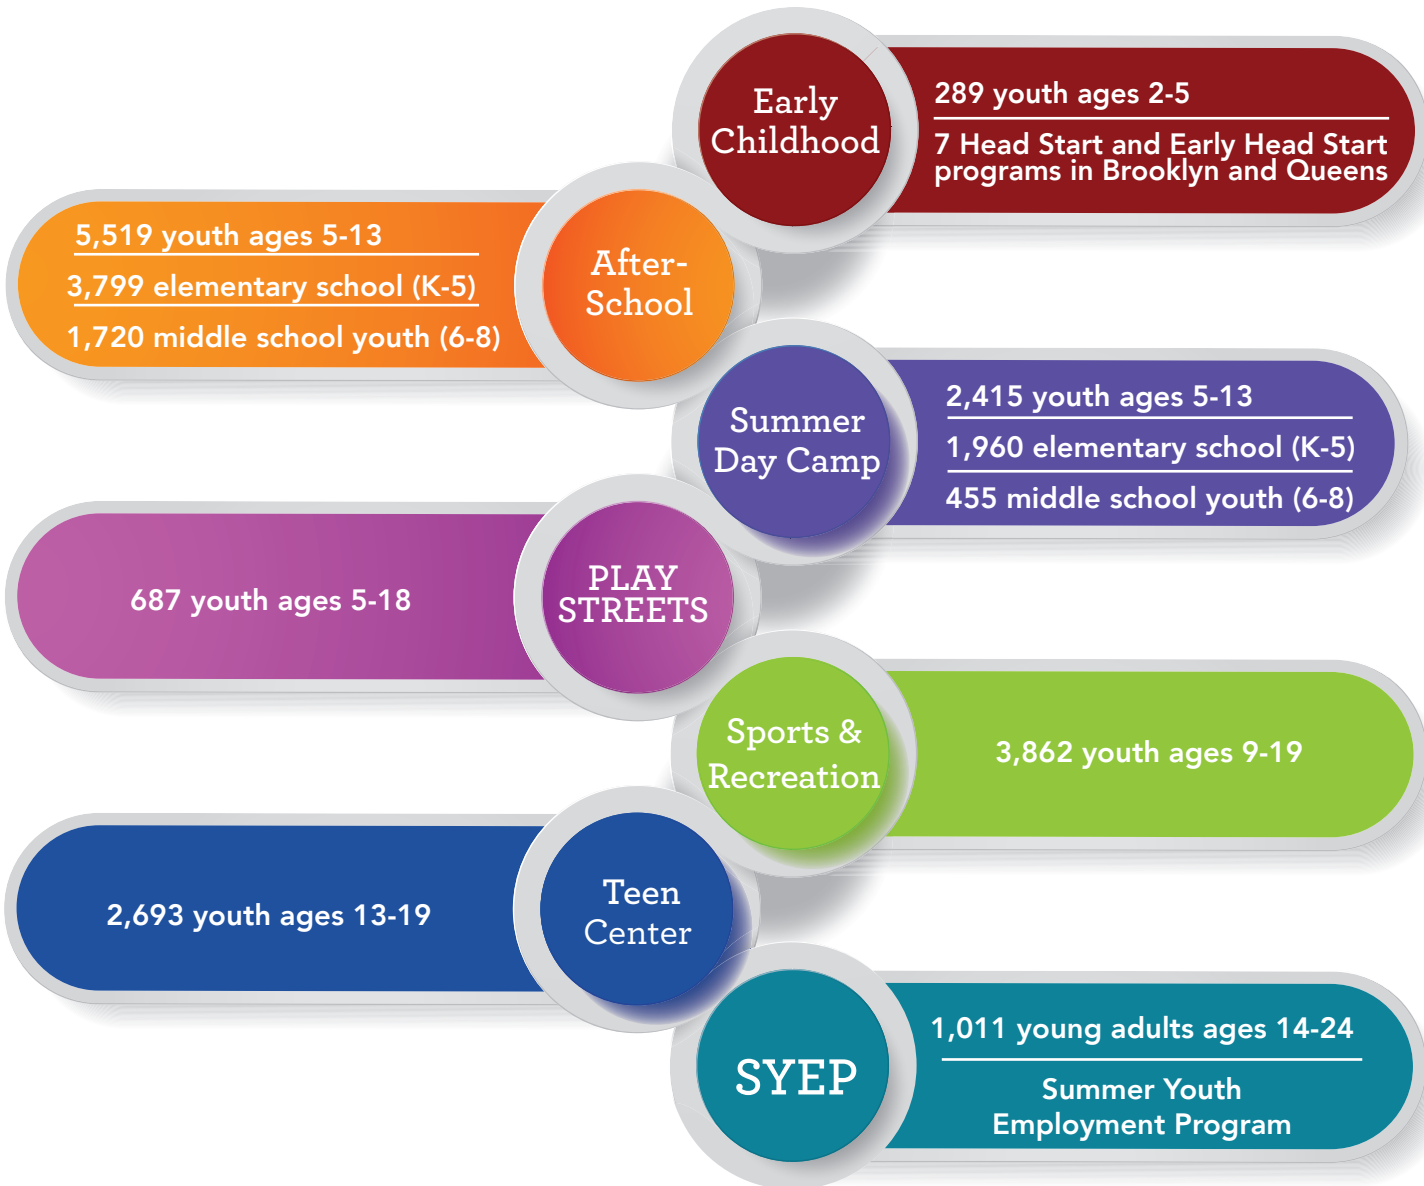 Early
Childhood
289 youth ages 2-5
7 Head Start and Early Head Start
programs in Brooklyn and Queens
5,519 youth ages 5-13
3,799 elementary school (K-5)
1,720 middle school youth (6-8)
After-
School
Summer
Day Camp
2,415 youth ages 5-13
1,960 elementary school (K-5)
455 middle school youth (6-8)
687 youth ages 5-18
PLAY
STREETS
Sports &
Recreation
3,862 youth ages 9-19
2,693 youth ages 13-19
Teen
Center
SYEP
1,011 young adults ages 14-24
Summer Youth
Employment Program